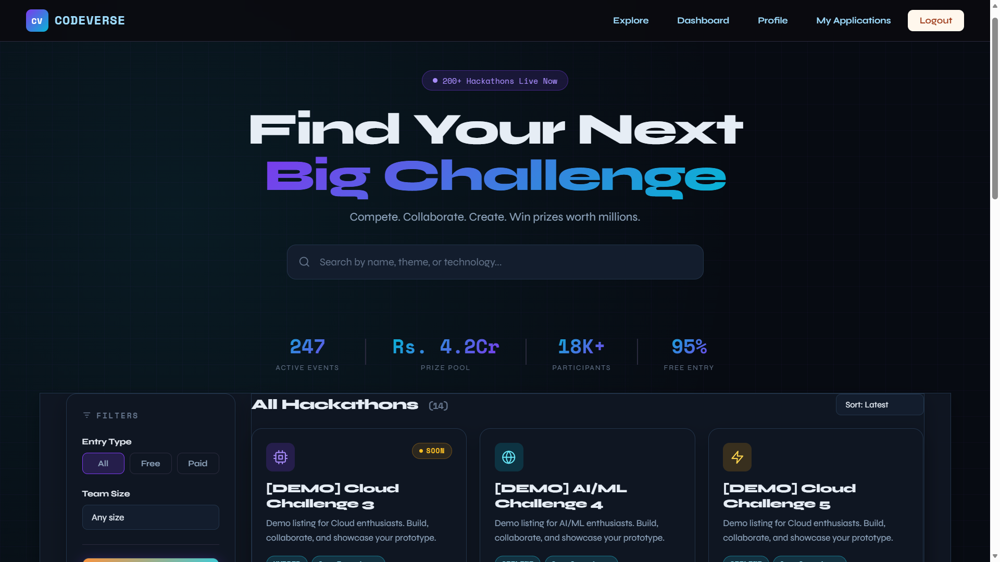 CV CODEVERSE
Explore Dashboard Profile My Applications Logout
200+ Hackathons Live Now
Find Your Next
Big Challenge
Compete. Collaborate. Create. Win prizes worth millions.
Search by name, theme, or technology...
247 Rs. 4.2Cr 18K+ 95%
ACTIVE EVENTS PRIZE POOL PARTICIPANTS FREE ENTRY
FILTERS
Entry Type
All Free Paid
Team Size
Any size
All Hackathons (14)
Sort: Latest
SOON
[DEMO] Cloud
Challenge 3
Demo listing for Cloud enthusiasts. Build,
collaborate, and showcase your prototype.
[DEMO] AI/ML
Challenge 4
Demo listing for AI/ML enthusiasts. Build,
collaborate, and showcase your prototype.
[DEMO] Cloud
Challenge 5
Demo listing for Cloud enthusiasts. Build,
collaborate, and showcase your prototype.